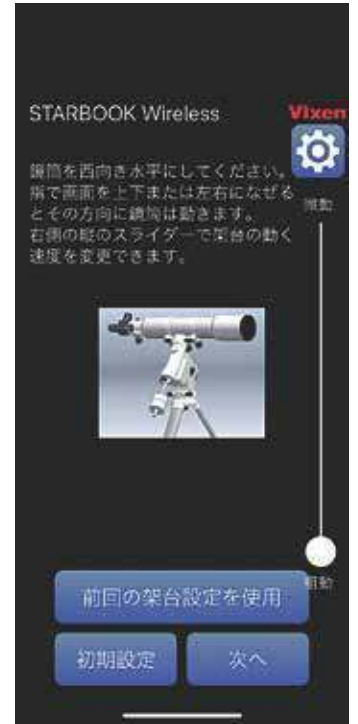 STARBOOK Wireless
Vixen
鏡筒を西向き水平にしてください。
指で画面を上下または左右になぞる
とその方向に鏡筒は動きます。
右側の縦のスライダーで架台の動く
速度を変更できます。
微動
粗動
前回の架台設定を使用
初期設定
次へ